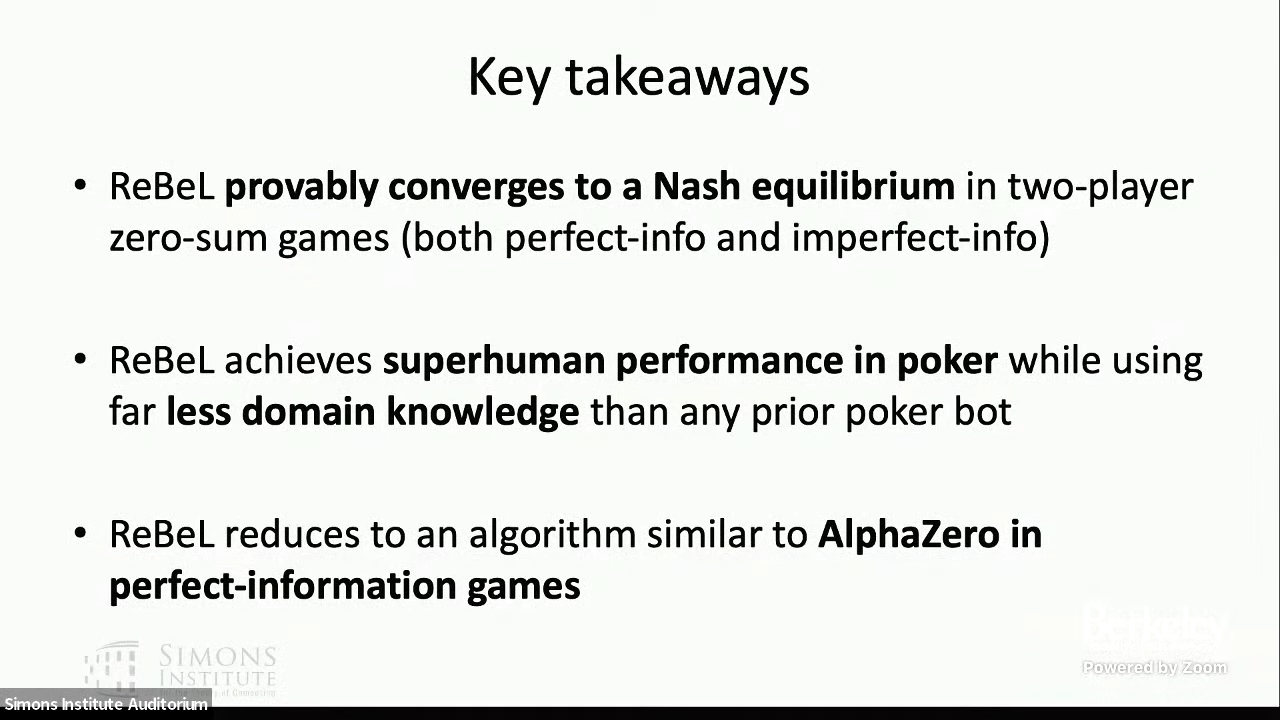 Key takeaways
• ReBeL provably converges to a Nash equilibrium in two-player
zero-sum games (both perfect-info and imperfect-info)
• ReBeL achieves superhuman performance in poker while using
far less domain knowledge than any prior poker bot
• ReBeL reduces to an algorithm similar to AlphaZero in
perfect-information games
SIMONS
INSTITUTE
Berkeley
Powered by Zoom
Simons Institute Auditorium